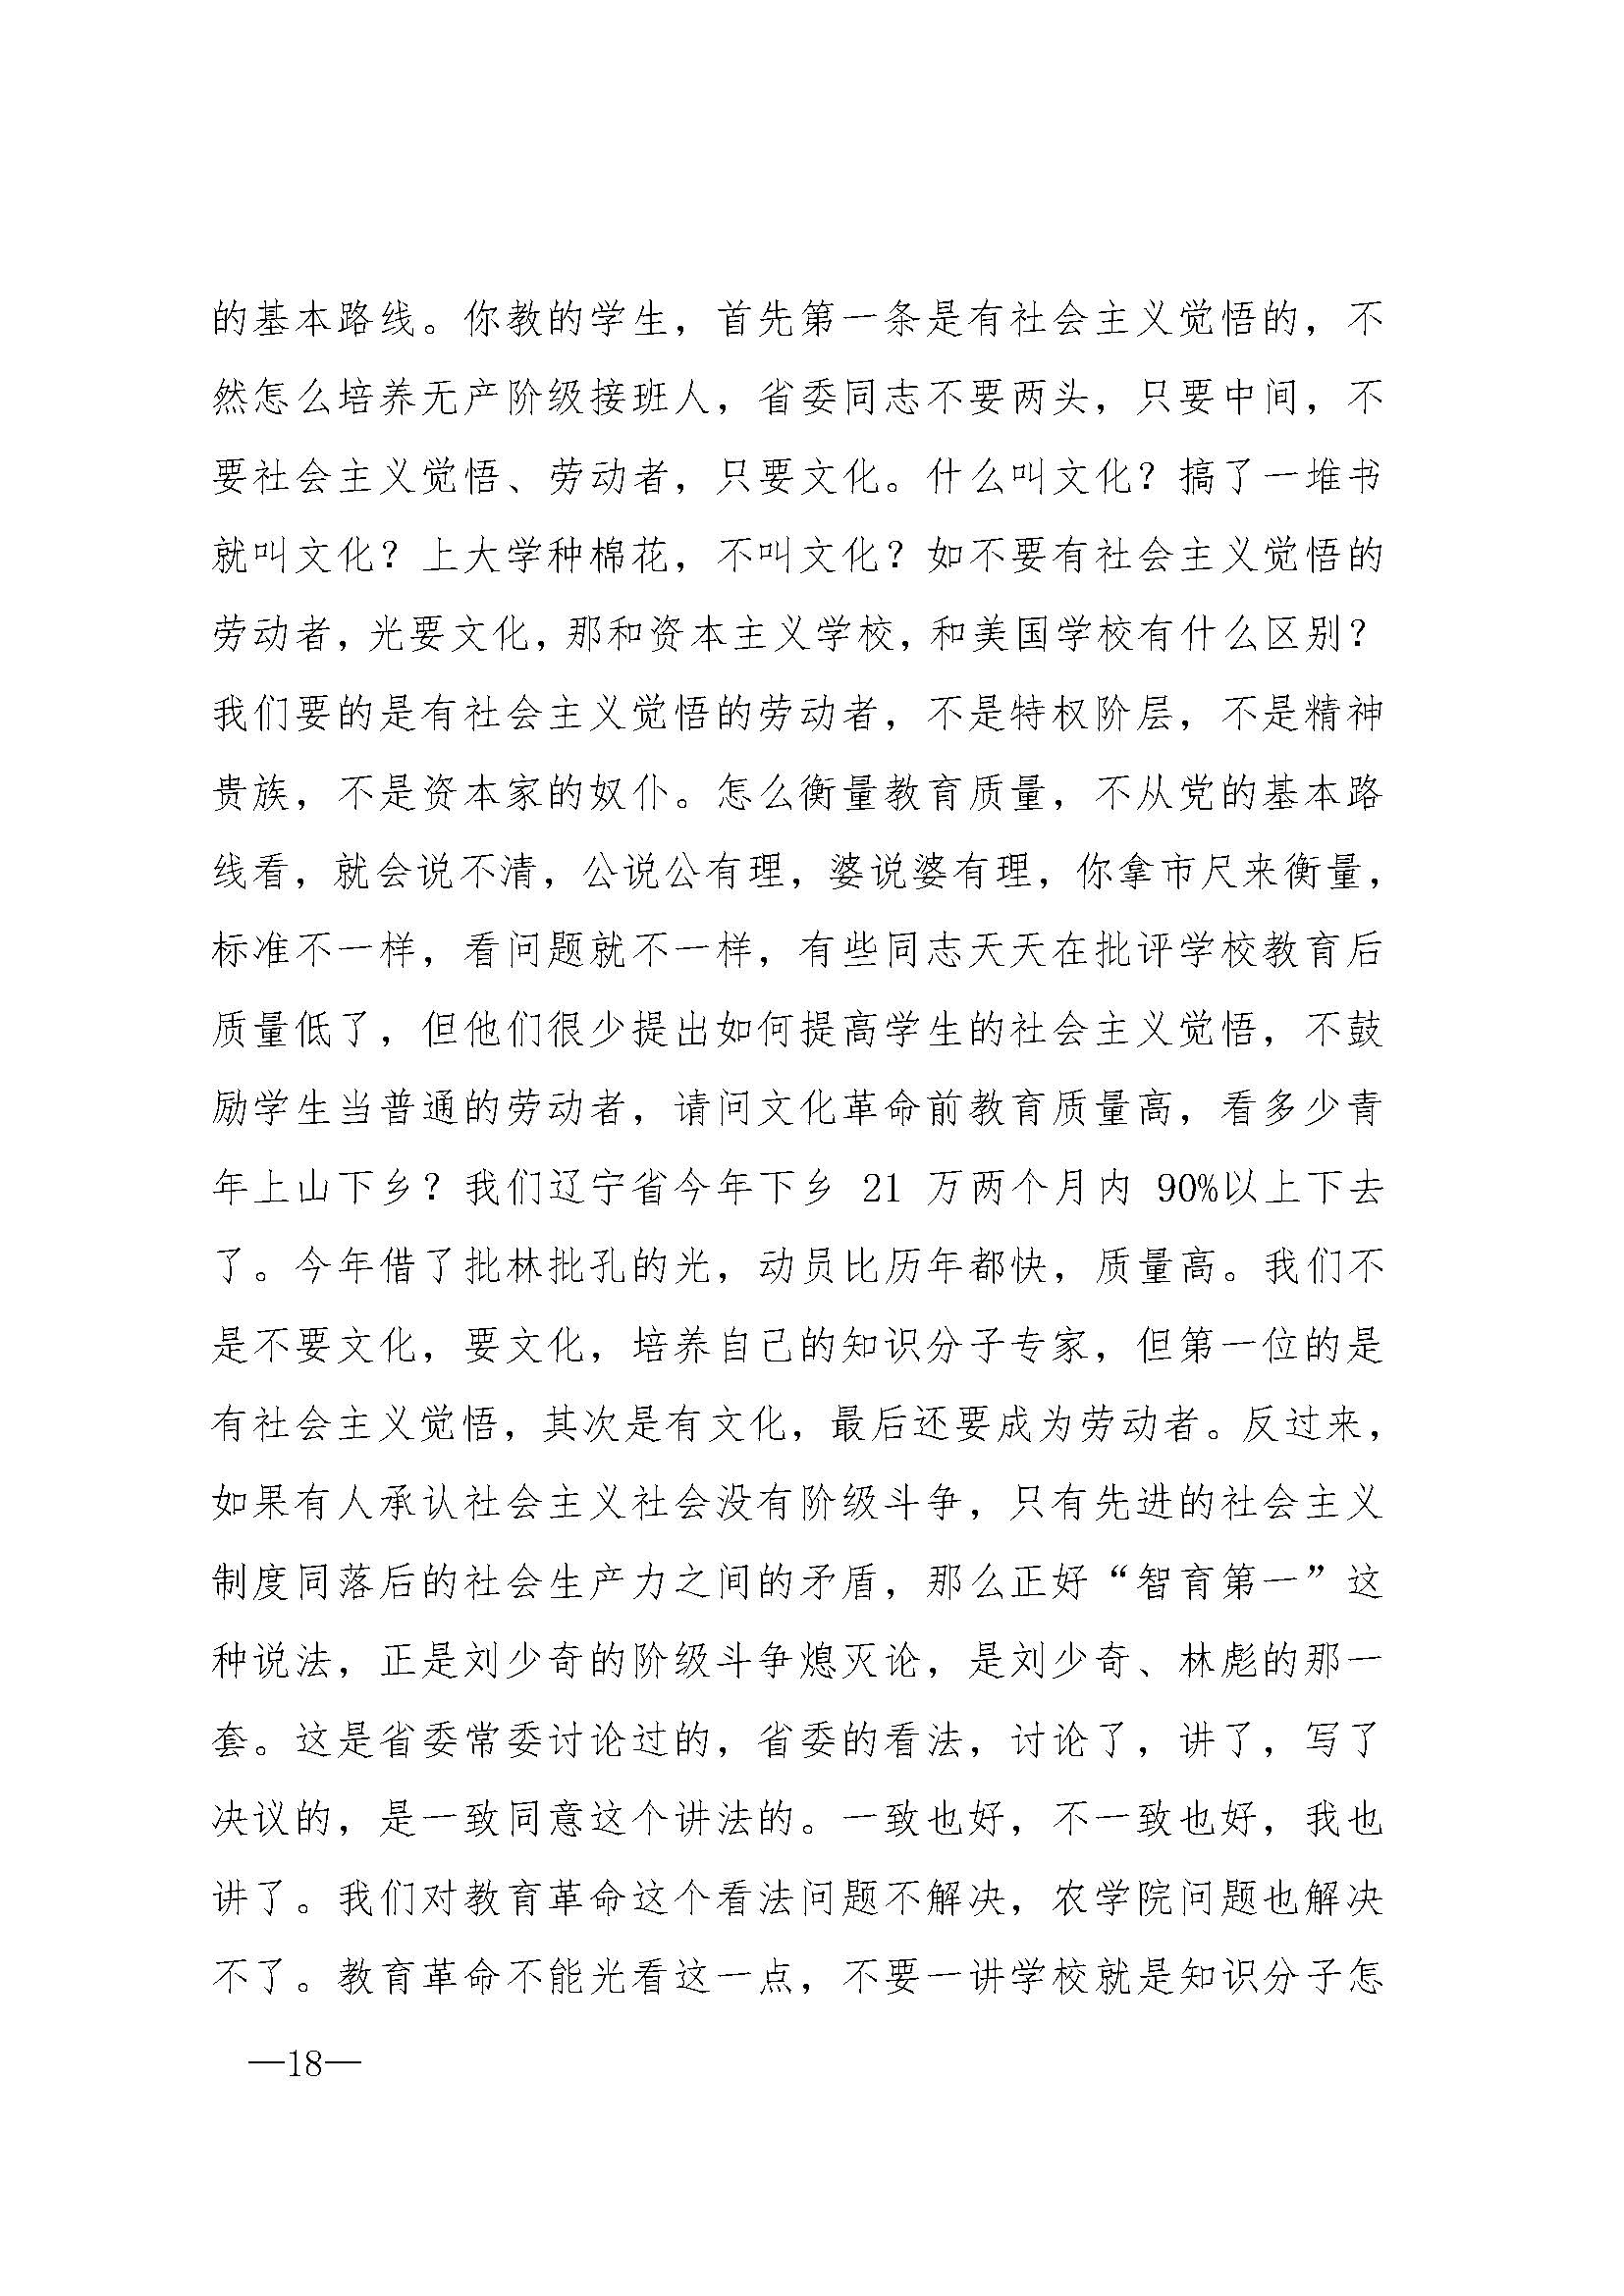 的基本路线。你教的学生，首先第一条是有社会主义觉悟的，不
然怎么培养无产阶级接班人，省委同志不要两头，只要中间，不
要社会主义觉悟、劳动者，只要文化。什么叫文化？搞了一堆书
就叫文化？上大学种棉花，不叫文化？如不要有社会主义觉悟的
劳动者，光要文化，那和资本主义学校，和美国学校有什么区别？
我们要的是有社会主义觉悟的劳动者，不是特权阶层，不是精神
贵族，不是资本家的奴仆。怎么衡量教育质量，不从党的基本路
线看，就会说不清，公说公有理，婆说婆有理，你拿市尺来衡量，
标准不一样，看问题就不一样，有些同志天天在批评学校教育后
质量低了，但他们很少提出如何提高学生的社会主义觉悟，不鼓
励学生当普通的劳动者，请问文化革命前教育质量高，看多少青
年上山下乡？我们辽宁省今年下乡 21 万两个月内 90%以上下去
了。今年借了批林批孔的光，动员比历年都快，质量高。我们不
是不要文化，要文化，培养自己的知识分子专家，但第一位的是
有社会主义觉悟，其次是有文化，最后还要成为劳动者。反过来，
如果有人承认社会主义社会没有阶级斗争，只有先进的社会主义
制度同落后的社会生产力之间的矛盾，那么正好“智育第一”这
种说法，正是刘少奇的阶级斗争熄灭论，是刘少奇、林彪的那一
套。这是省委常委讨论过的，省委的看法，讨论了，讲了，写了
决议的，是一致同意这个讲法的。一致也好，不一致也好，我也
讲了。我们对教育革命这个看法问题不解决，农学院问题也解决
不了。教育革命不能光看这一点，不要一讲学校就是知识分子怎
—18—